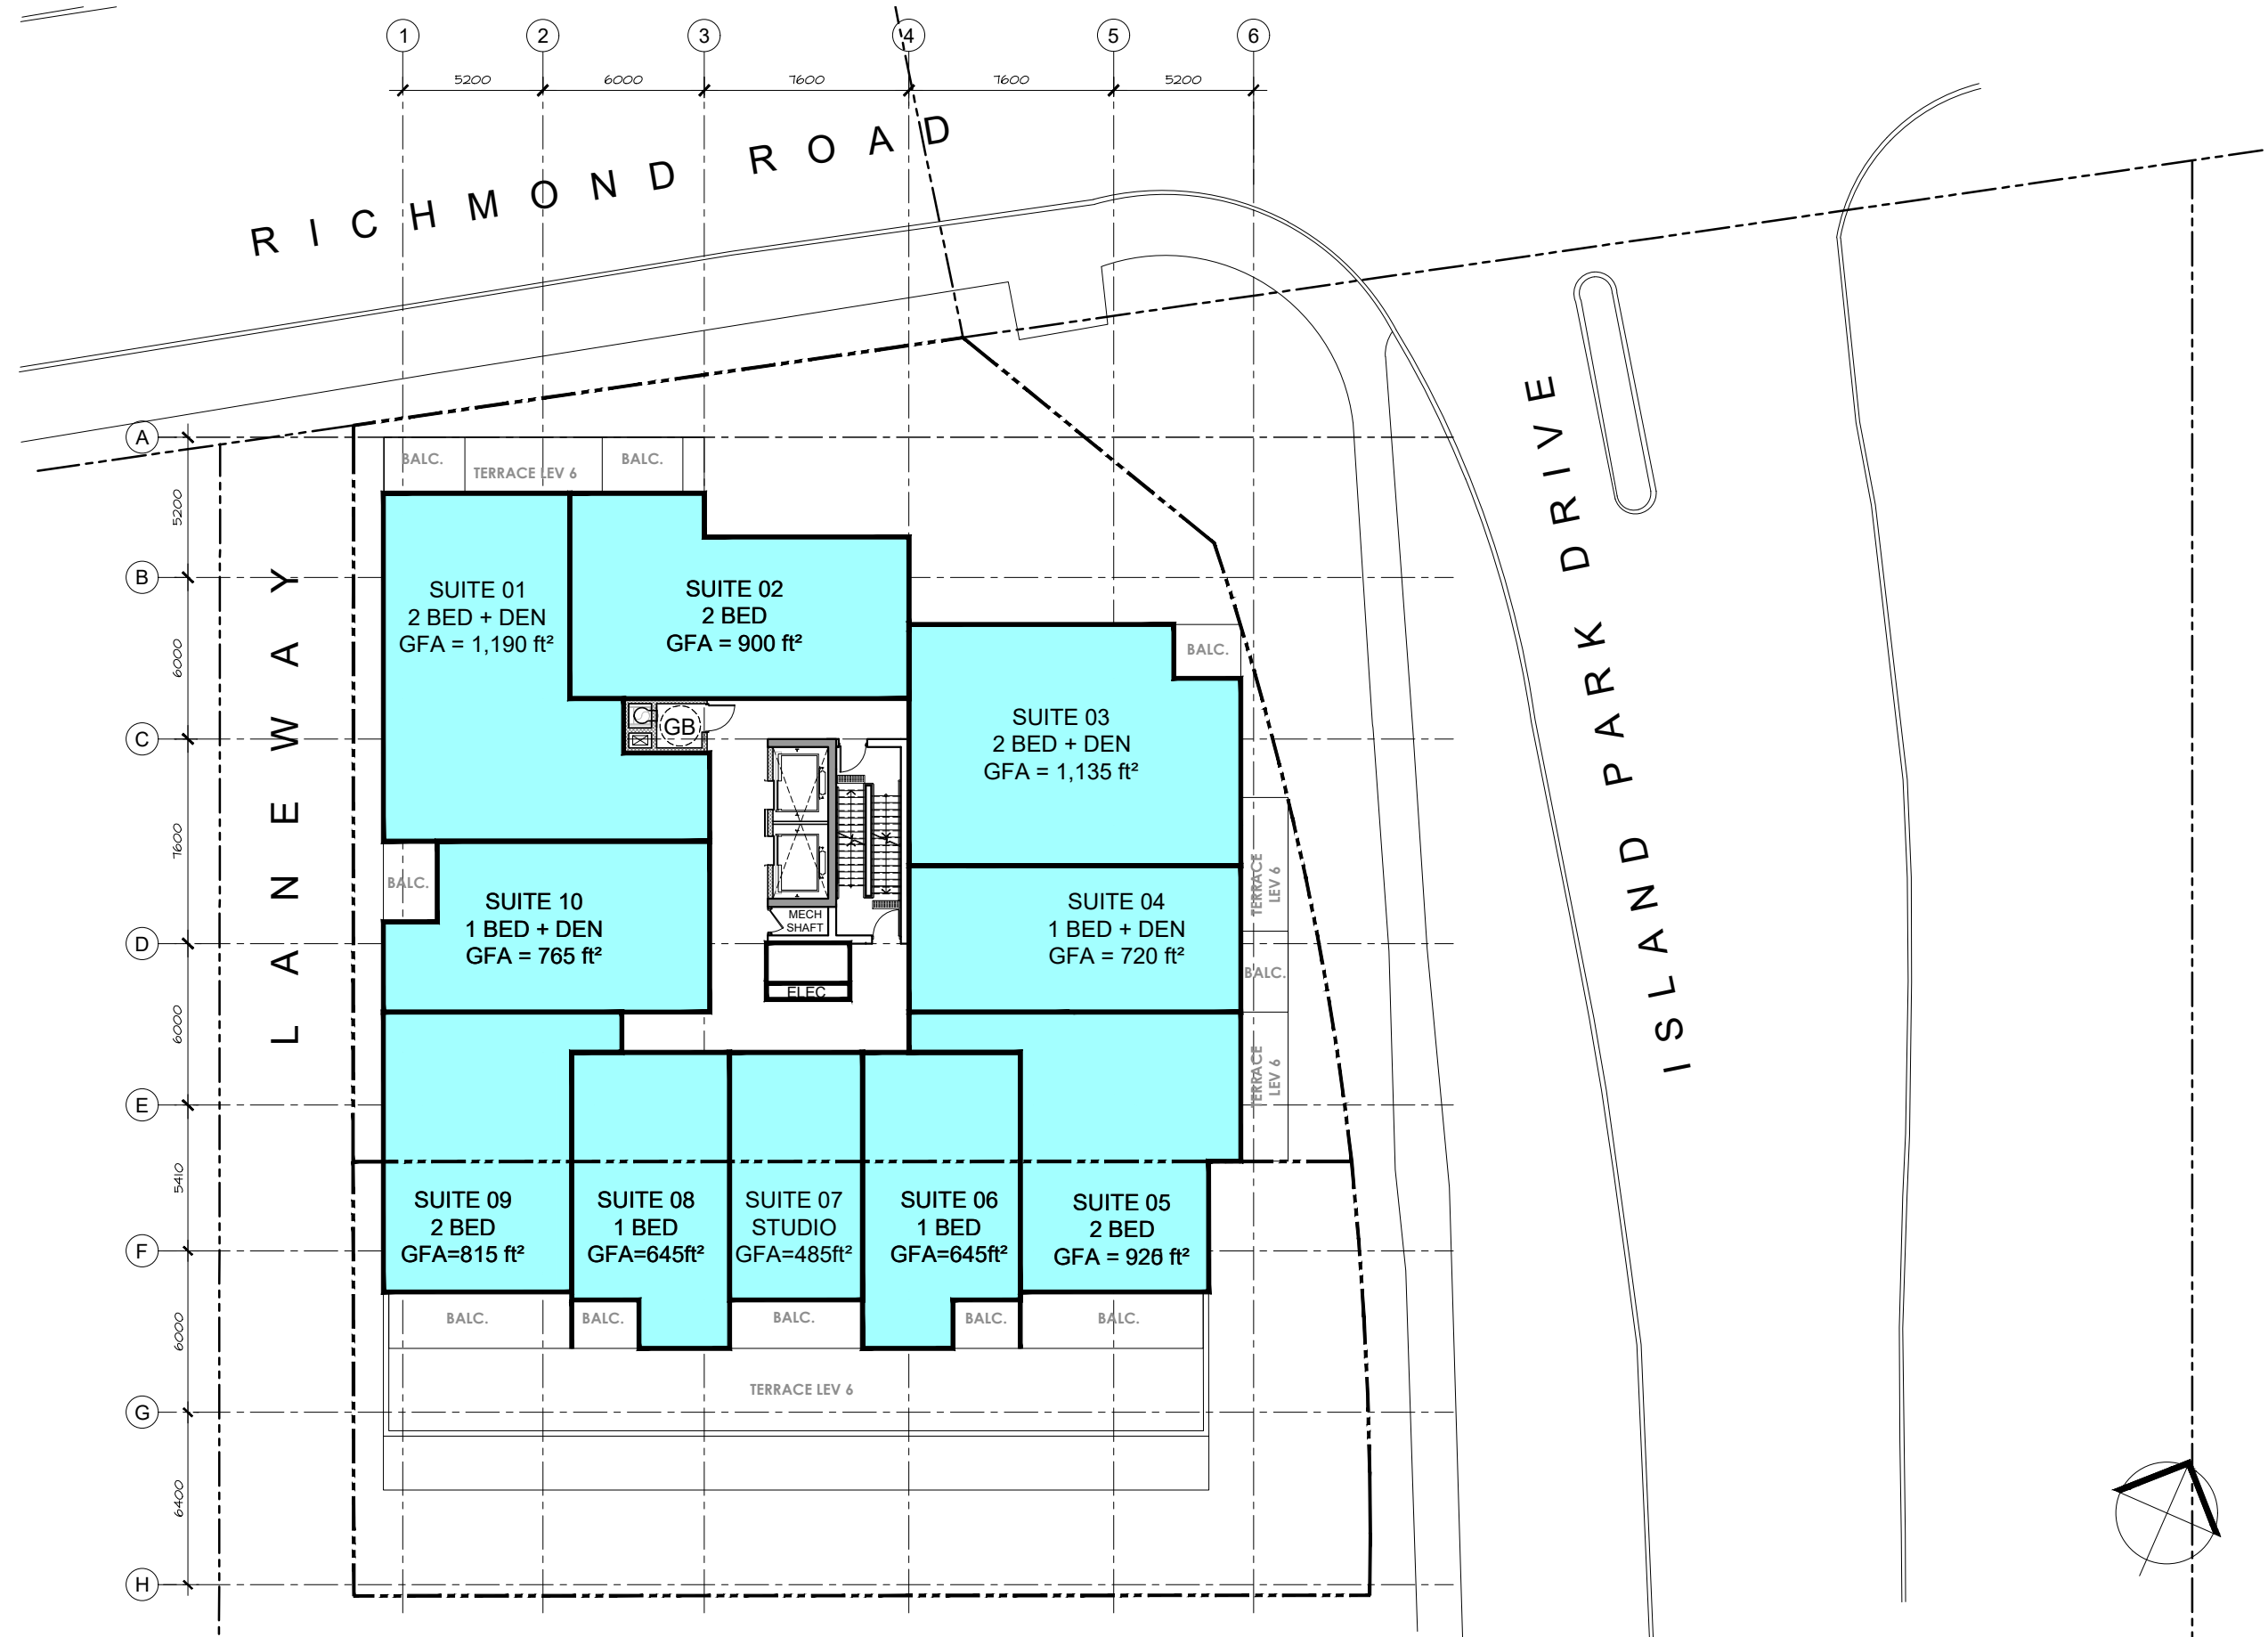 1 2 3 4 5 6
5200 6000 7600 7600 5200
RICHMOND ROAD
ISLAND PARK DRIVE
LANEWAY
A
B
C
D
E
F
G
H
5200
6000
7600
6000
5410
6000
6400
BALC.
TERRACE LEV 6
BALC.
SUITE 01
2 BED + DEN
GFA = 1,190 ft²
SUITE 02
2 BED
GFA = 900 ft²
BALC.
SUITE 03
2 BED + DEN
GFA = 1,135 ft²
GB
BALC.
SUITE 10
1 BED + DEN
GFA = 765 ft²
MECH
SHAFT
ELEC
SUITE 04
1 BED + DEN
GFA = 720 ft²
TERRACE
LEV 6
BALC.
TERRACE
LEV 6
SUITE 09
2 BED
GFA=815 ft²
SUITE 08
1 BED
GFA=645ft²
SUITE 07
STUDIO
GFA=485ft²
SUITE 06
1 BED
GFA=645ft²
SUITE 05
2 BED
GFA = ft²
BALC.
BALC.
BALC.
BALC.
BALC.
TERRACE LEV 6